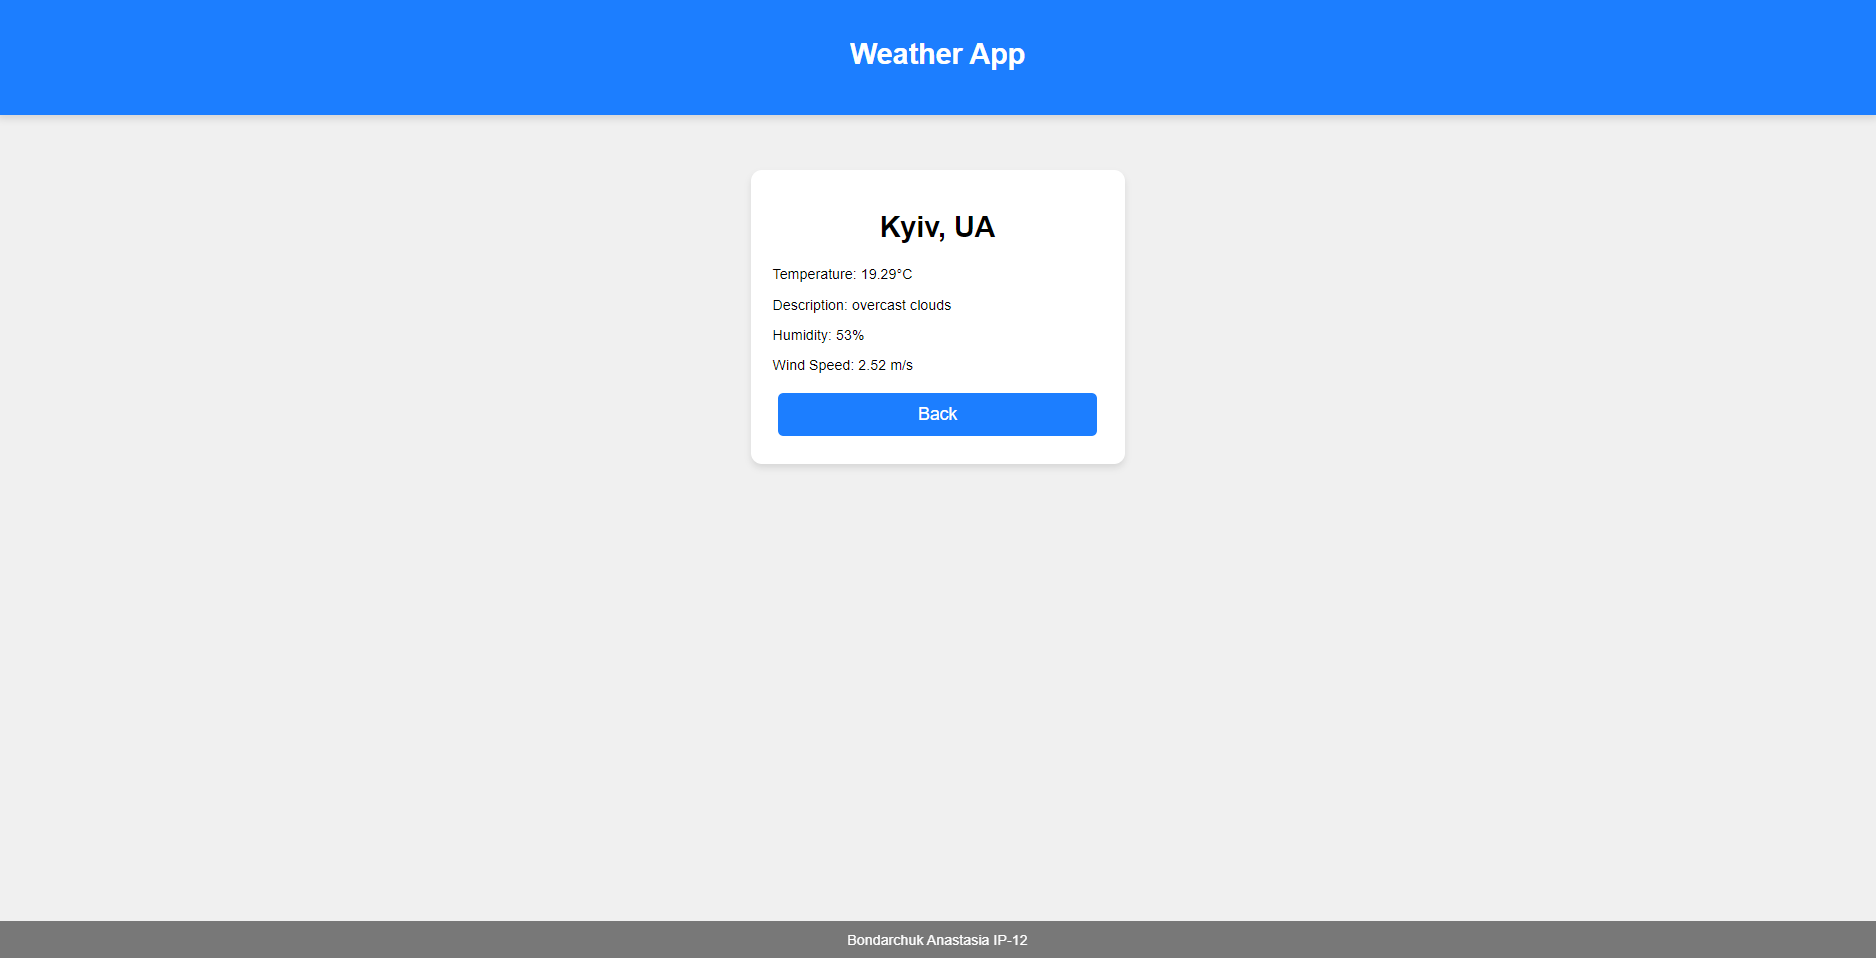 Weather App
Kyiv, UA
Temperature: 19.29°C
Description: overcast clouds
Humidity: 53%
Wind Speed: 2.52 m/s
Back
Bondarchuk Anastasia IP-12